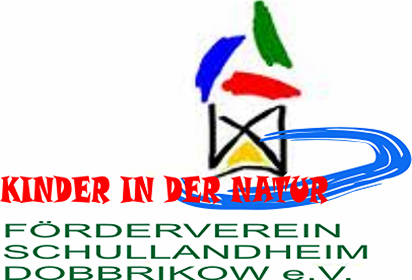 KINDER IN DER NATUR
FÖRDERVEREIN
SCHULLANDHEIM
DOBBRIKOW e.V.